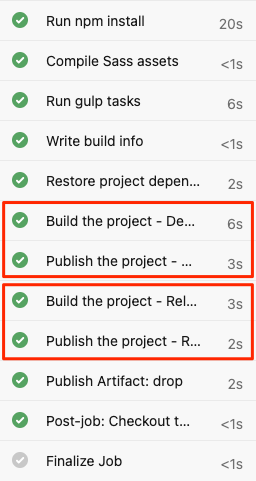 Run npm install 20s
Compile Sass assets <1s
Run gulp tasks 6s
Write build info <1s
Restore project depen... 2s
Build the project - De... 6s
Publish the project - ... 3s
Build the project - Rel... 3s
Publish the project - R... 2s
Publish Artifact: drop 2s
Post-job: Checkout t... <1s
Finalize Job <1s